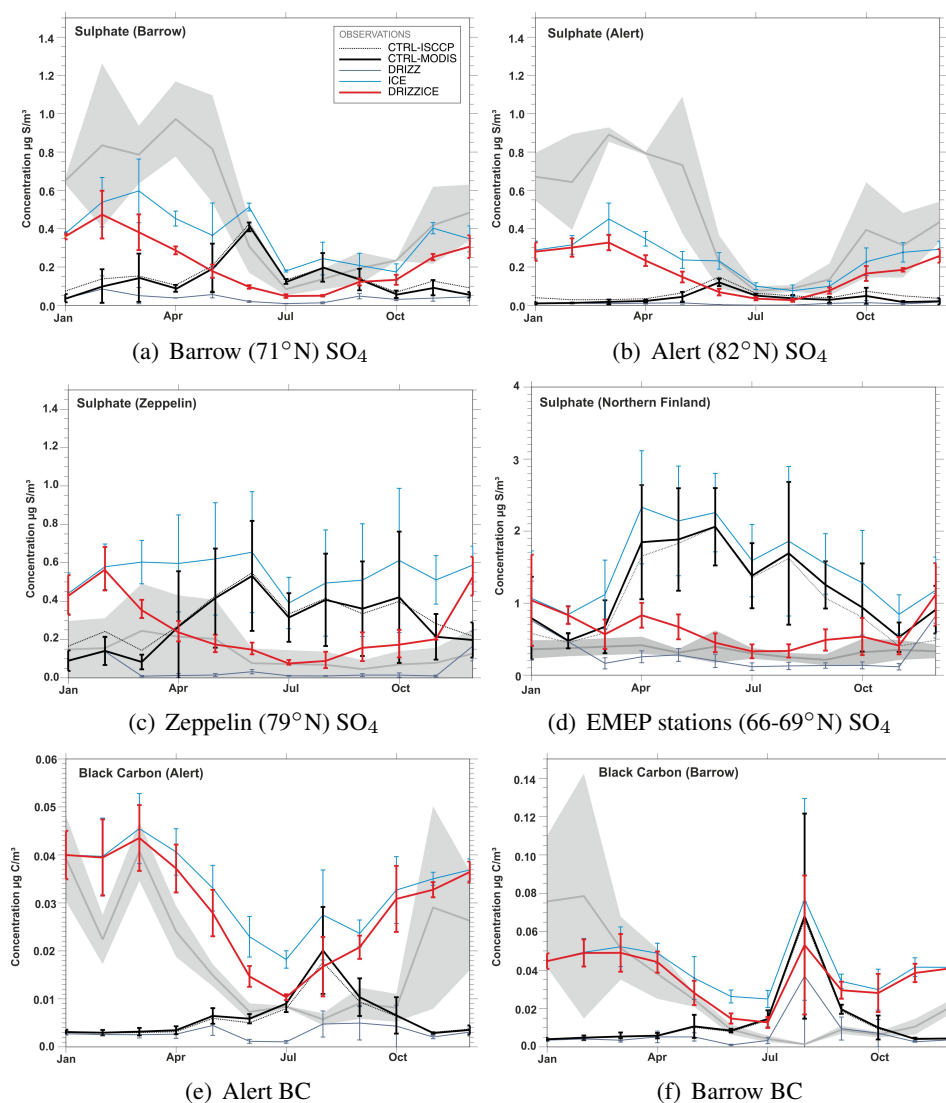 Sulphate (Barrow)
OBSERVATIONS
CTRL-ISCCP
CTRL-MODIS
DRIZZ
ICE
DRIZZICE
Concentration µg S/m³
1.4
1.2
1.0
0.8
0.6
0.4
0.2
0.0
Jan
Apr
Jul
Oct
(a) Barrow (71°N) SO₄
Sulphate (Alert)
Concentration µg S/m³
1.4
1.2
1.0
0.8
0.6
0.4
0.2
0.0
Jan
Apr
Jul
Oct
(b) Alert (82°N) SO₄
Sulphate (Zeppelin)
Concentration µg S/m³
1.4
1.2
1.0
0.8
0.6
0.4
0.2
0.0
Jan
Apr
Jul
Oct
(c) Zeppelin (79°N) SO₄
Sulphate (Northern Finland)
Concentration µg S/m³
4
3
2
1
0
Jan
Apr
Jul
Oct
(d) EMEP stations (66-69°N) SO₄
Black Carbon (Alert)
Concentration µg C/m³
0.06
0.05
0.04
0.03
0.02
0.01
0.0
Jan
Apr
Jul
Oct
(e) Alert BC
Black Carbon (Barrow)
Concentration µg C/m³
0.14
0.12
0.10
0.08
0.06
0.04
0.02
0.0
Jan
Apr
Jul
Oct
(f) Barrow BC